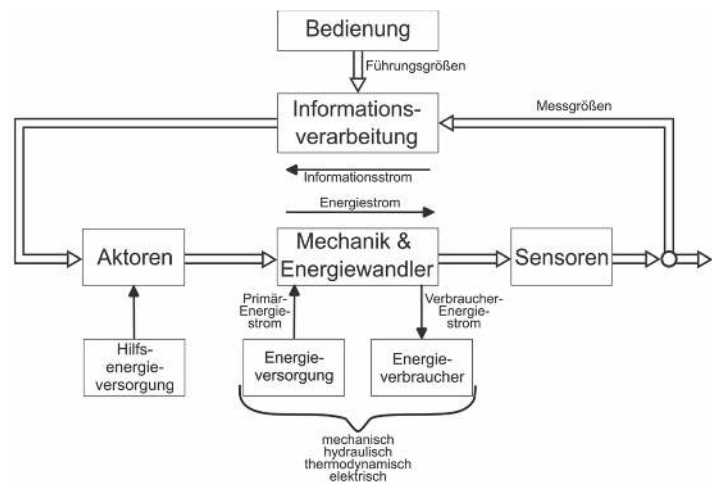 Bedienung
Führungsgrößen
Informations-
verarbeitung
Messgrößen
Informationsstrom
Energiestrom
Aktoren
Mechanik &
Energiewandler
Sensoren
Primär-
Energie-
strom
Verbraucher-
Energie-
strom
Hilfs-
energie-
versorgung
Energie-
versorgung
Energie-
verbraucher
mechanisch
hydraulisch
thermodynamisch
elektrisch